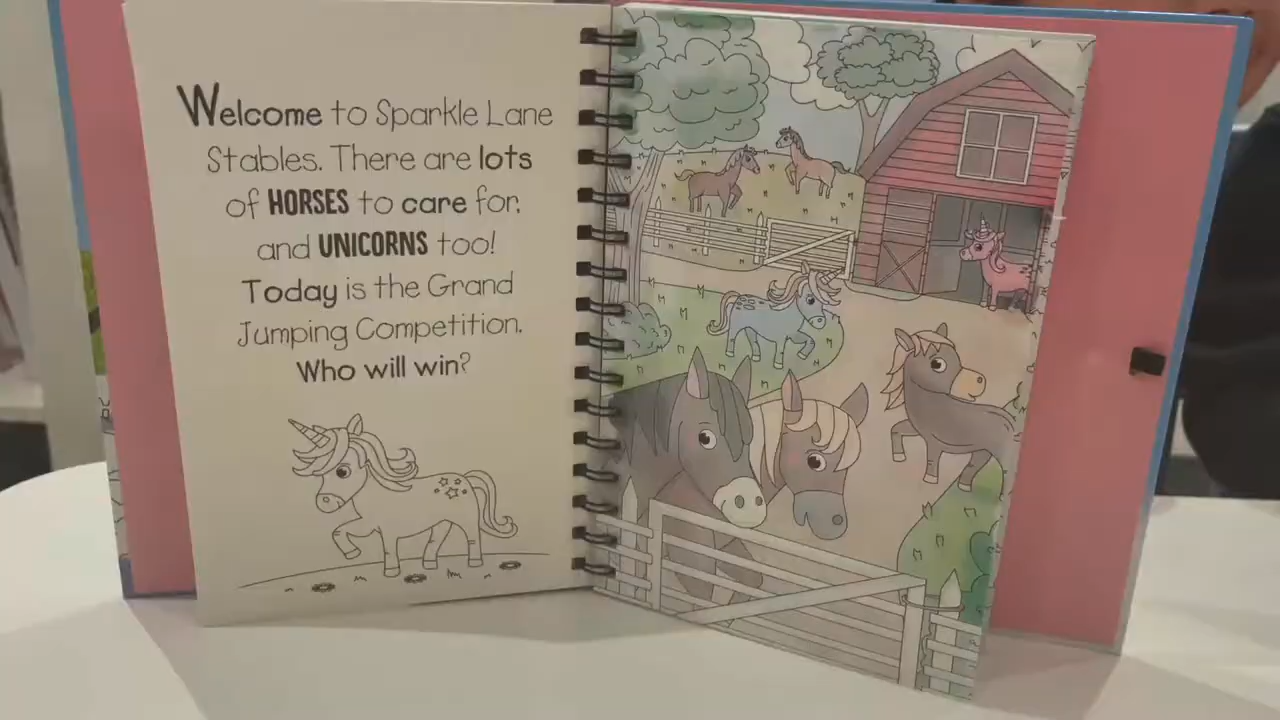 Welcome to Sparkle Lane
Stables. There are lots
of HORSES to care for,
and UNICORNS too!
Today is the Grand
Jumping Competition.
Who will win?